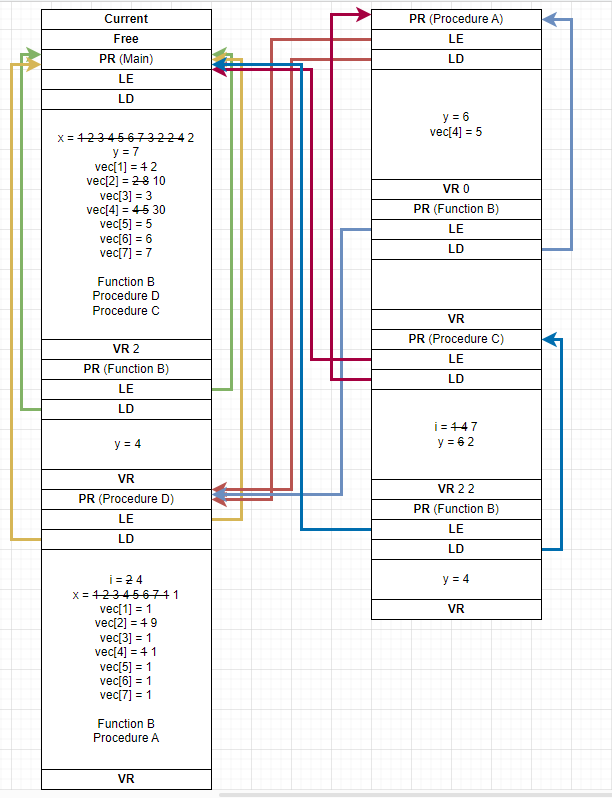 Current
Free
PR (Main)
LE
LD
x = 1 2 3 4 5 6 7 3 2 2 4 2
y = 7
vec[1] = 1 2
vec[2] = 2 8 10
vec[3] = 3
vec[4] = 4 5 30
vec[5] = 5
vec[6] = 6
vec[7] = 7
Function B
Procedure D
Procedure C
VR 2
PR (Function B)
LE
LD
y = 4
VR
PR (Procedure D)
LE
LD
i = 2 4
x = 1 2 3 4 5 6 7 1 1
vec[1] = 1
vec[2] = 1 9
vec[3] = 1
vec[4] = 1 1
vec[5] = 1
vec[6] = 1
vec[7] = 1
Function B
Procedure A
VR
PR (Procedure A)
LE
LD
y = 6
vec[4] = 5
VR 0
PR (Function B)
LE
LD
VR
PR (Procedure C)
LE
LD
i = 1 4 7
y = 6 2
VR 2 2
PR (Function B)
LE
LD
y = 4
VR